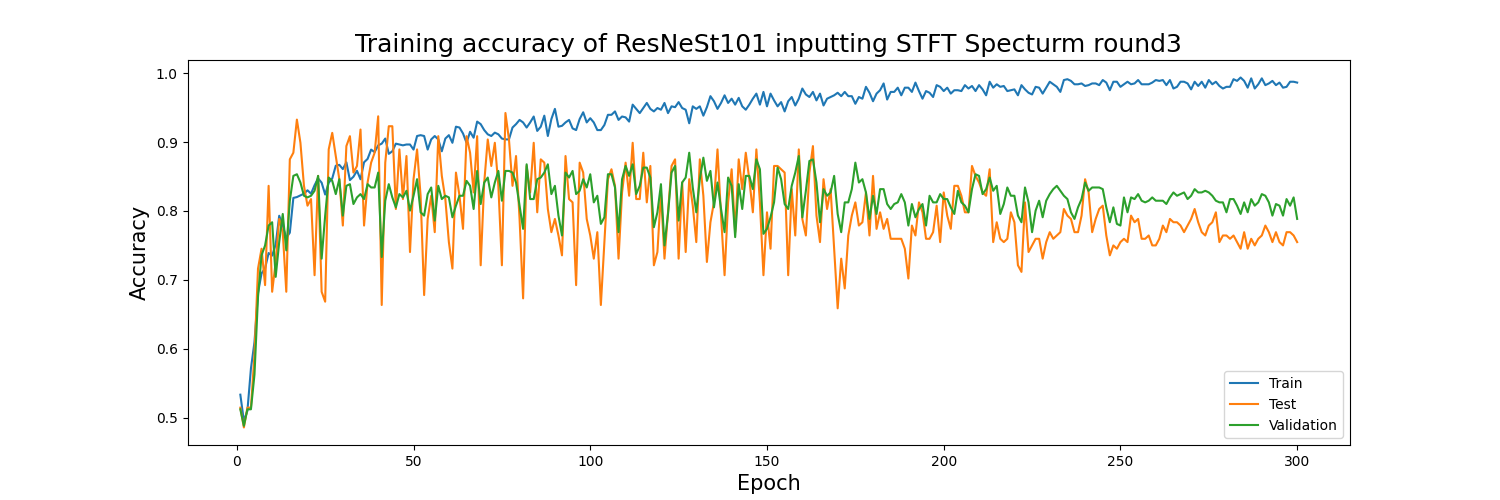 Training accuracy of ResNeSt101 inputting STFT Specturm round3
Accuracy
1.0
0.9
0.8
0.7
0.6
0.5
0 50 100 150 200 250 300
Epoch
Train
Test
Validation